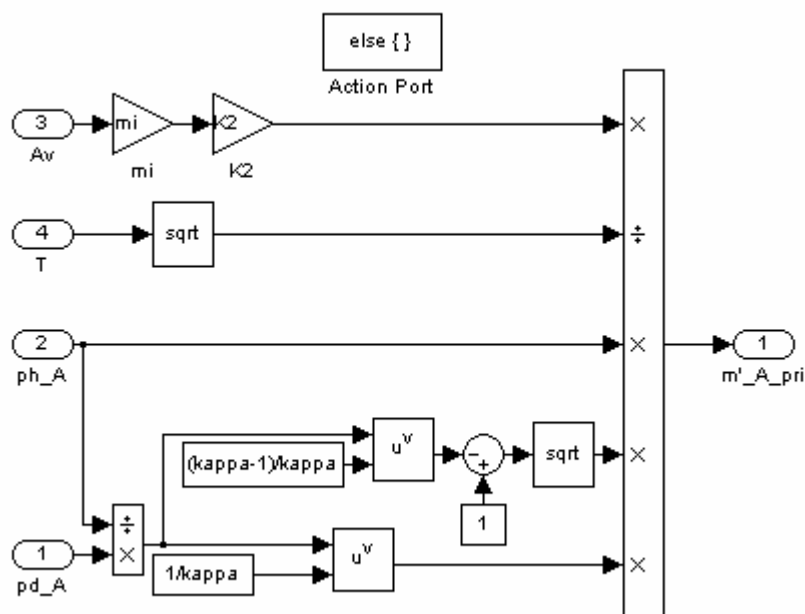 else { }
Action Port
3
Av
mi
mi
K2
K2
×
4
T
sqrt
÷
2
ph_A
×
1
m'_A_pri
(kappa-1)/kappa
u^v
-
+
1
sqrt
×
1
pd_A
÷
×
1/kappa
u^v
×